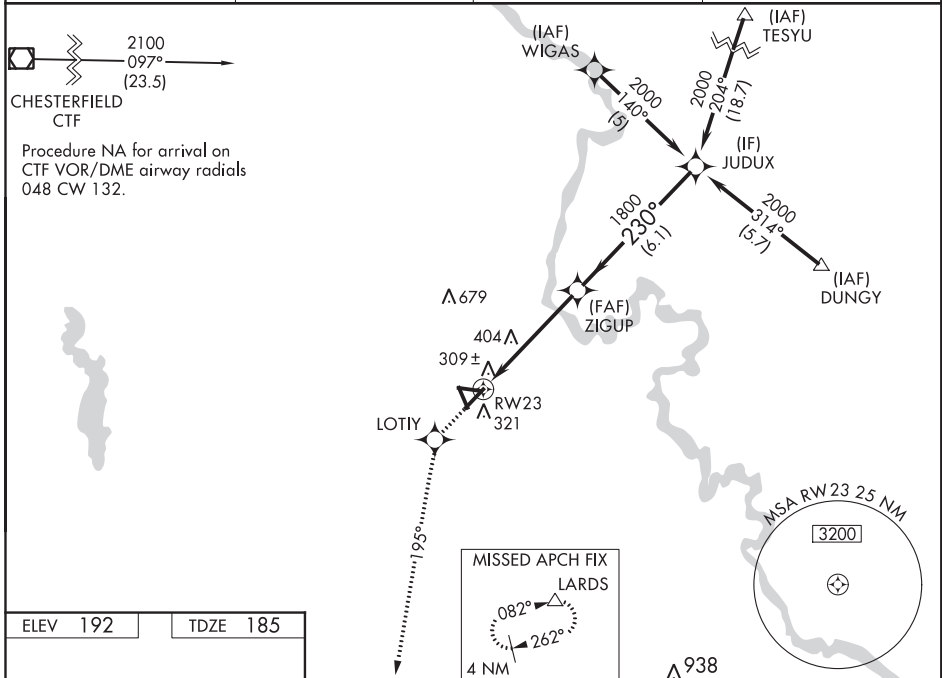 2100
097°
(23.5)
CHESTERFIELD
CTF
Procedure NA for arrival on
CTF VOR/DME airway radials
048 CW 132.
(IAF)
WIGAS
(IAF)
TESYU
2000
140°
(5)
2000
204°
(18.7)
(IF)
JUDUX
1800
230°
(6.1)
2000
314°
(5.7)
(IAF)
DUNGY
(FAF)
ZIGUP
679
404
309±
RW23
321
LOTIY
195°
MSA RW23 25 NM
3200
MISSED APCH FIX
LARDS
082°
262°
4 NM
938
ELEV 192
TDZE 185